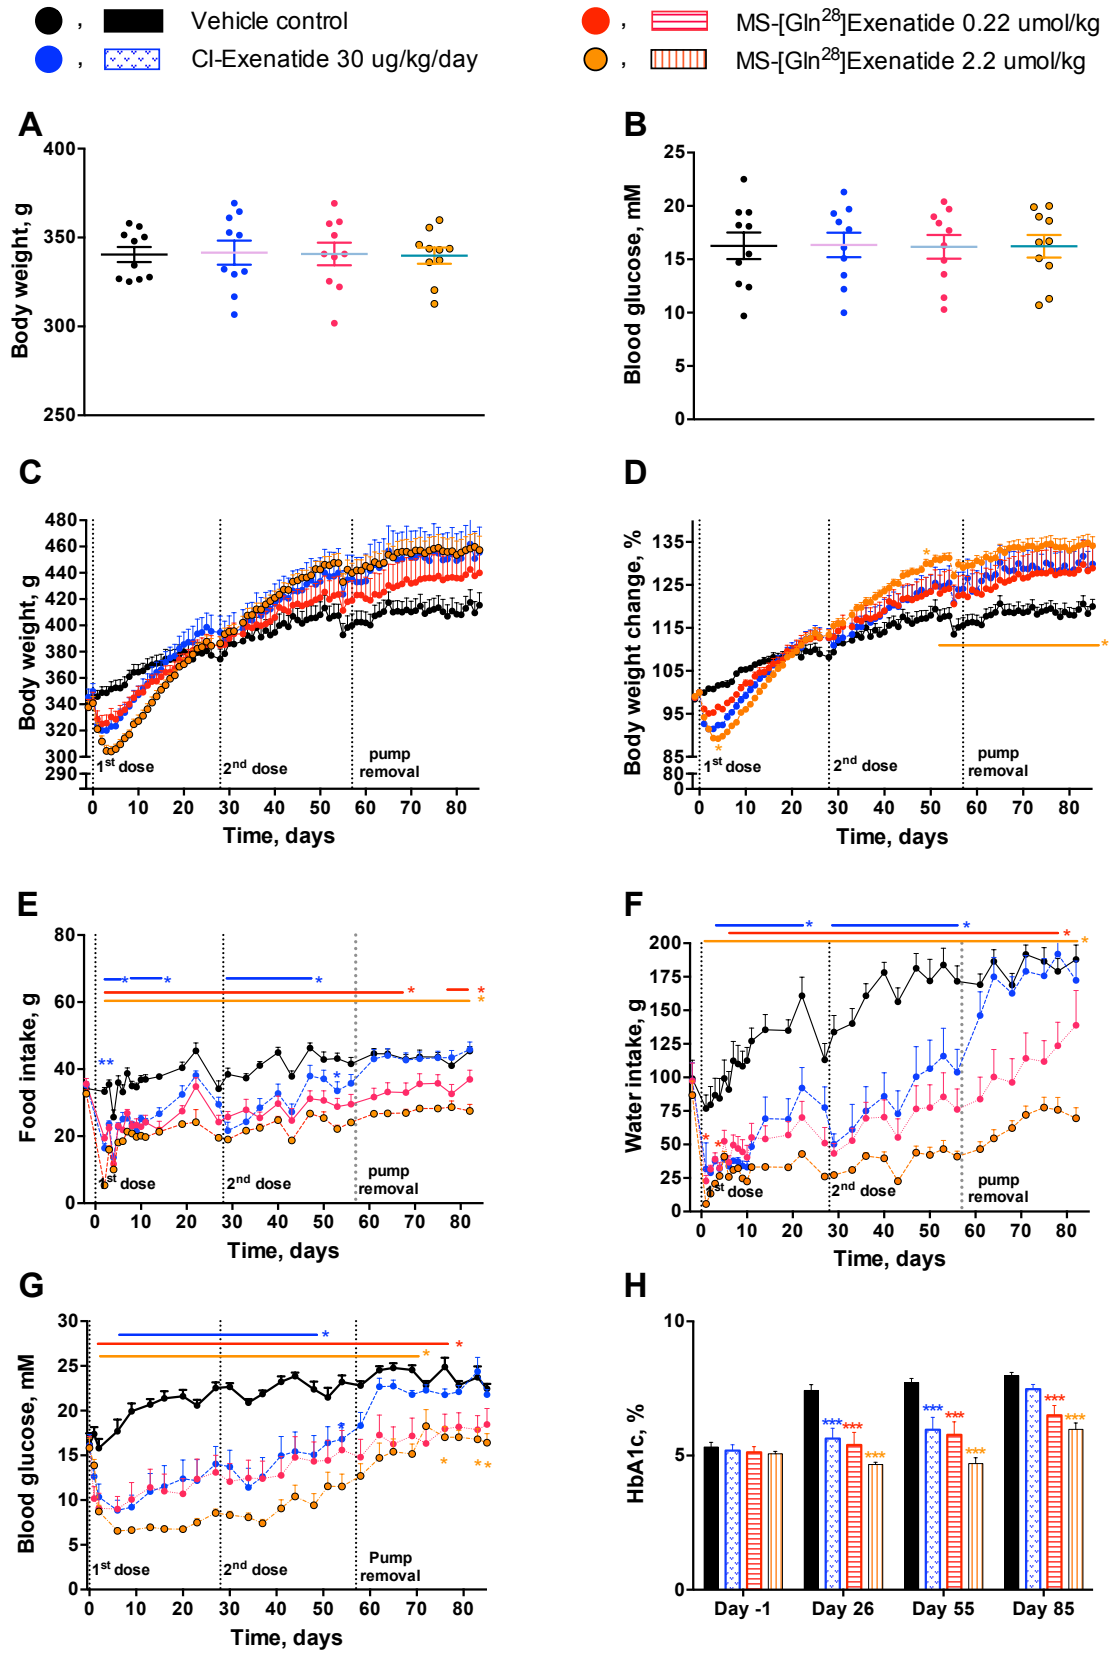 , Vehicle control
, CI-Exenatide 30 ug/kg/day
, MS-[Gln28]Exenatide 0.22 umol/kg
, MS-[Gln28]Exenatide 2.2 umol/kg
A
Body weight, g
400
350
300
250
B
Blood glucose, mM
25
20
15
10
5
0
C
Body weight, g
480
460
440
420
400
380
360
340
320
300
290
1st dose
2nd dose
pump
removal
0 10 20 30 40 50 60 70 80
Time, days
D
Body weight change, %
135
125
115
105
95
85
80
0
*
*
*
1st dose
2nd dose
pump
removal
0 10 20 30 40 50 60 70 80
Time, days
E
Food intake, g
80
60
40
20
0
* * *
* *
*
**
*
1st dose
2nd dose
pump
removal
0 10 20 30 40 50 60 70 80
Time, days
F
Water intake, g
200
175
150
125
100
75
50
25
0
* *
*
*
*
*
1st dose
2nd dose
pump
removal
0 10 20 30 40 50 60 70 80
Time, days
G
Blood glucose, mM
30
25
20
15
10
5
0
*
*
*
*
* * *
1st dose
2nd dose
Pump
removal
0 10 20 30 40 50 60 70 80
Time, days
H
HbA1c, %
10
5
0
*** *** ***
*** *** ***
*** ***
Day -1 Day 26 Day 55 Day 85